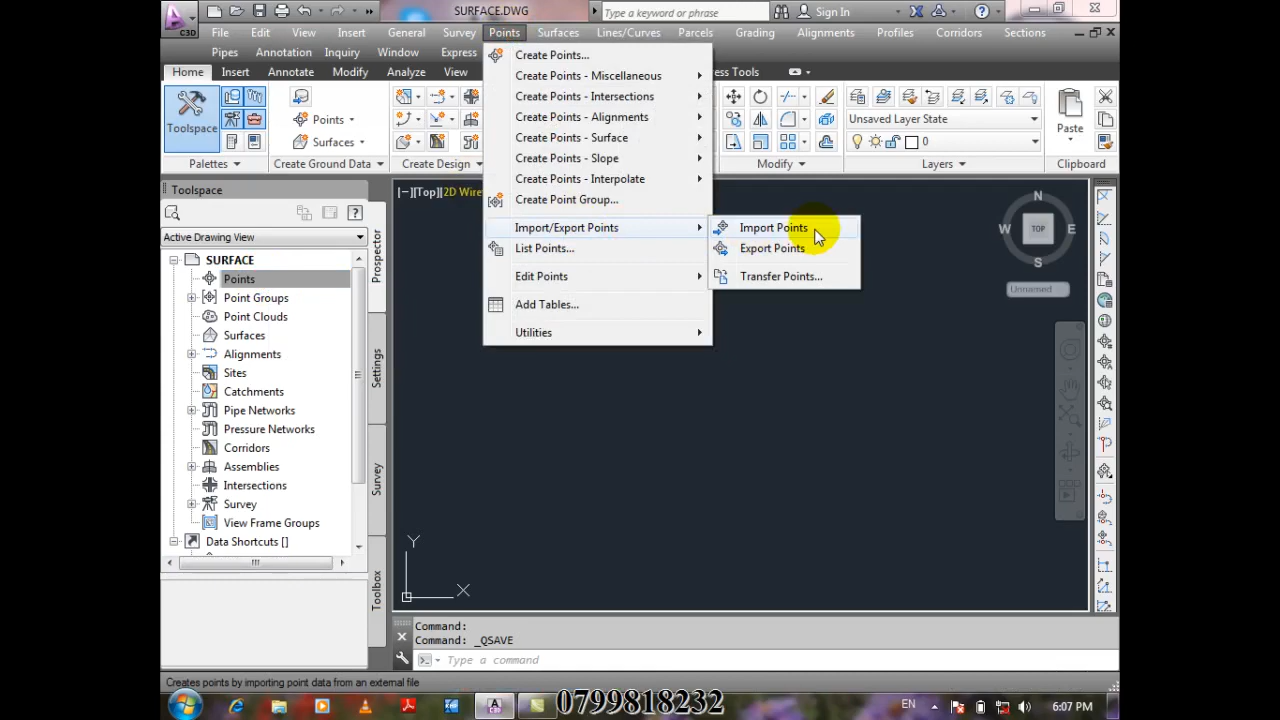 SURFACE.DWG
Type a keyword or phrase
Sign In
C3D
File Edit View Insert General Survey Points Surfaces Lines/Curves Parcels Grading Alignments Profiles Corridors Sections
Pipes Networks Inquiry Window Express
Home Insert Annotate Modify Analyze View ress Tools
Toolspace
Points
Surfaces
Palettes
Create Ground Data
Create Design
Modify
Unsaved Layer State
0
Layers
Paste
Clipboard
Create Points...
Create Points - Miscellaneous
Create Points - Intersections
Create Points - Alignments
Create Points - Surface
Create Points - Slope
Create Points - Interpolate
Create Point Group...
Import/Export Points
List Points...
Edit Points
Add Tables...
Utilities
Import Points
Export Points
Transfer Points...
Toolspace
Active Drawing View
SURFACE
Points
Point Groups
Point Clouds
Surfaces
Alignments
Sites
Catchments
Pipe Networks
Pressure Networks
Corridors
Assemblies
Intersections
Survey
View Frame Groups
Data Shortcuts []
Prospector
Settings
Survey
Toolbox
[−][Top][2D Wire
N
W TOP E
S
Unnamed
Y
X
Command:
Command: _QSAVE
Type a command
Creates points by importing point data from an external file
0799818232
EN
6:07 PM